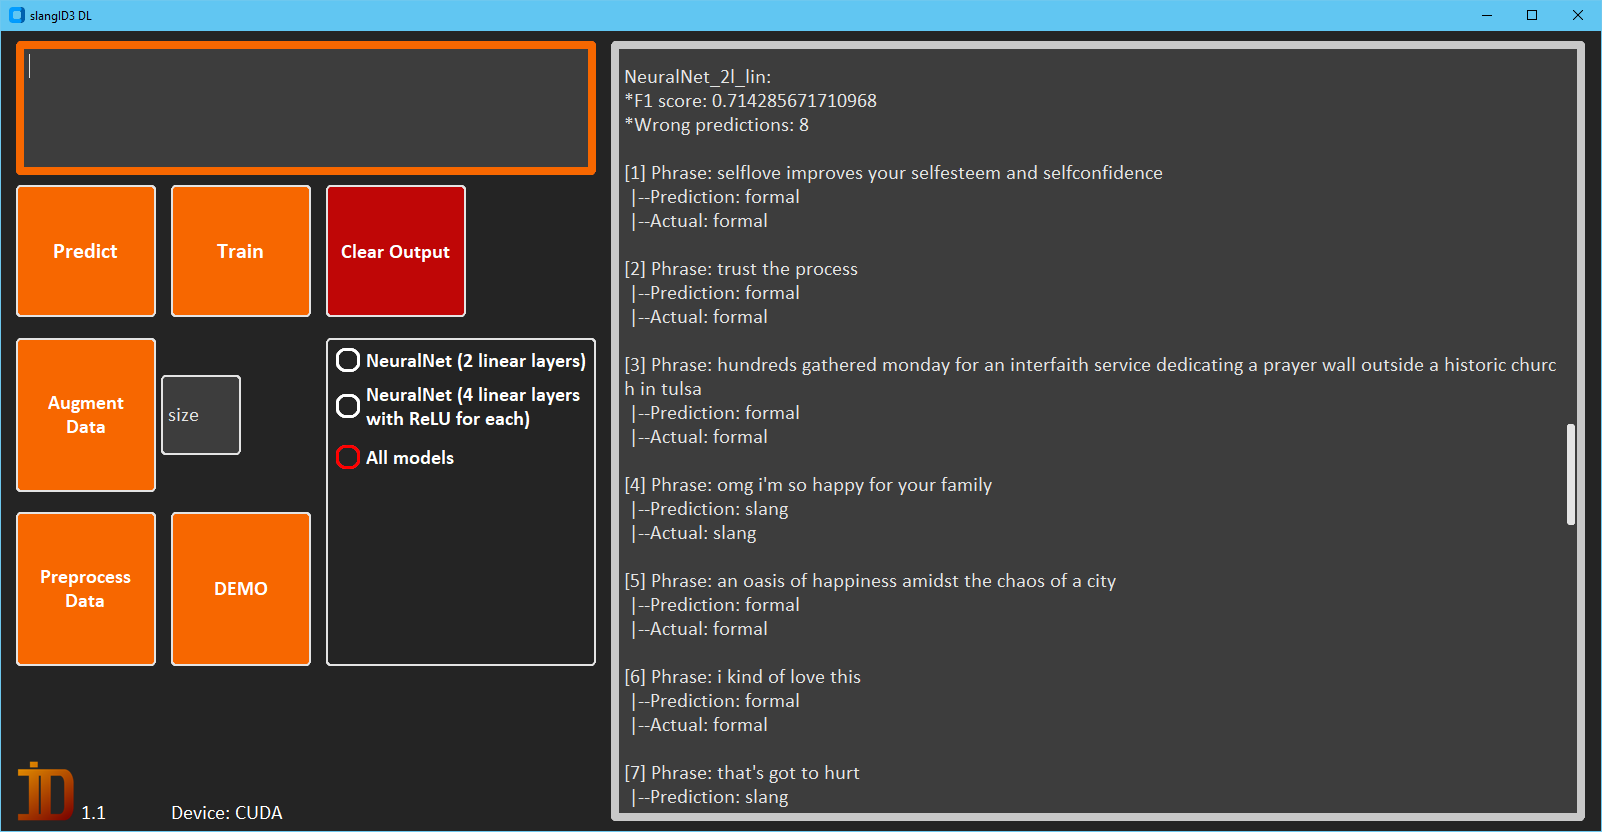 slangID3 DL
Predict
Train
Clear Output
Augment
Data
size
NeuralNet (2 linear layers)
NeuralNet (4 linear layers
with ReLU for each)
All models
Preprocess
Data
DEMO
ID
1.1
Device: CUDA
NeuralNet_2l_lin:
*F1 score: 0.714285671710968
*Wrong predictions: 8
[1] Phrase: selflove improves your selfesteem and selfconfidence
|--Prediction: formal
|--Actual: formal
[2] Phrase: trust the process
|--Prediction: formal
|--Actual: formal
[3] Phrase: hundreds gathered monday for an interfaith service dedicating a prayer wall outside a historic churc
h in tulsa
|--Prediction: formal
|--Actual: formal
[4] Phrase: omg i'm so happy for your family
|--Prediction: slang
|--Actual: slang
[5] Phrase: an oasis of happiness amidst the chaos of a city
|--Prediction: formal
|--Actual: formal
[6] Phrase: i kind of love this
|--Prediction: formal
|--Actual: formal
[7] Phrase: that's got to hurt
|--Prediction: slang